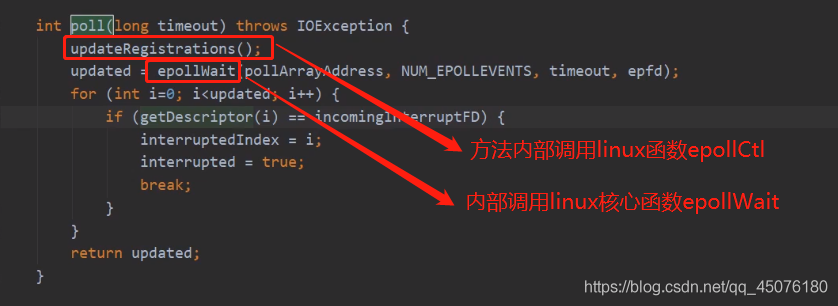 int poll(long timeout) throws IOException {
updateRegistrations();
updated = epollWait(pollArrayAddress, NUM_EPOLLEVENTS, timeout, epfd);
for (int i=0; i<updated; i++) {
if (getDescriptor(i) == incomingInterruptFD) {
interruptedIndex = i;
interrupted = true;
break;
}
}
return updated;
}
方法内部调用linux函数epollCtl
内部调用linux核心函数epollWait
https://blog.csdn.net/qq_45076180